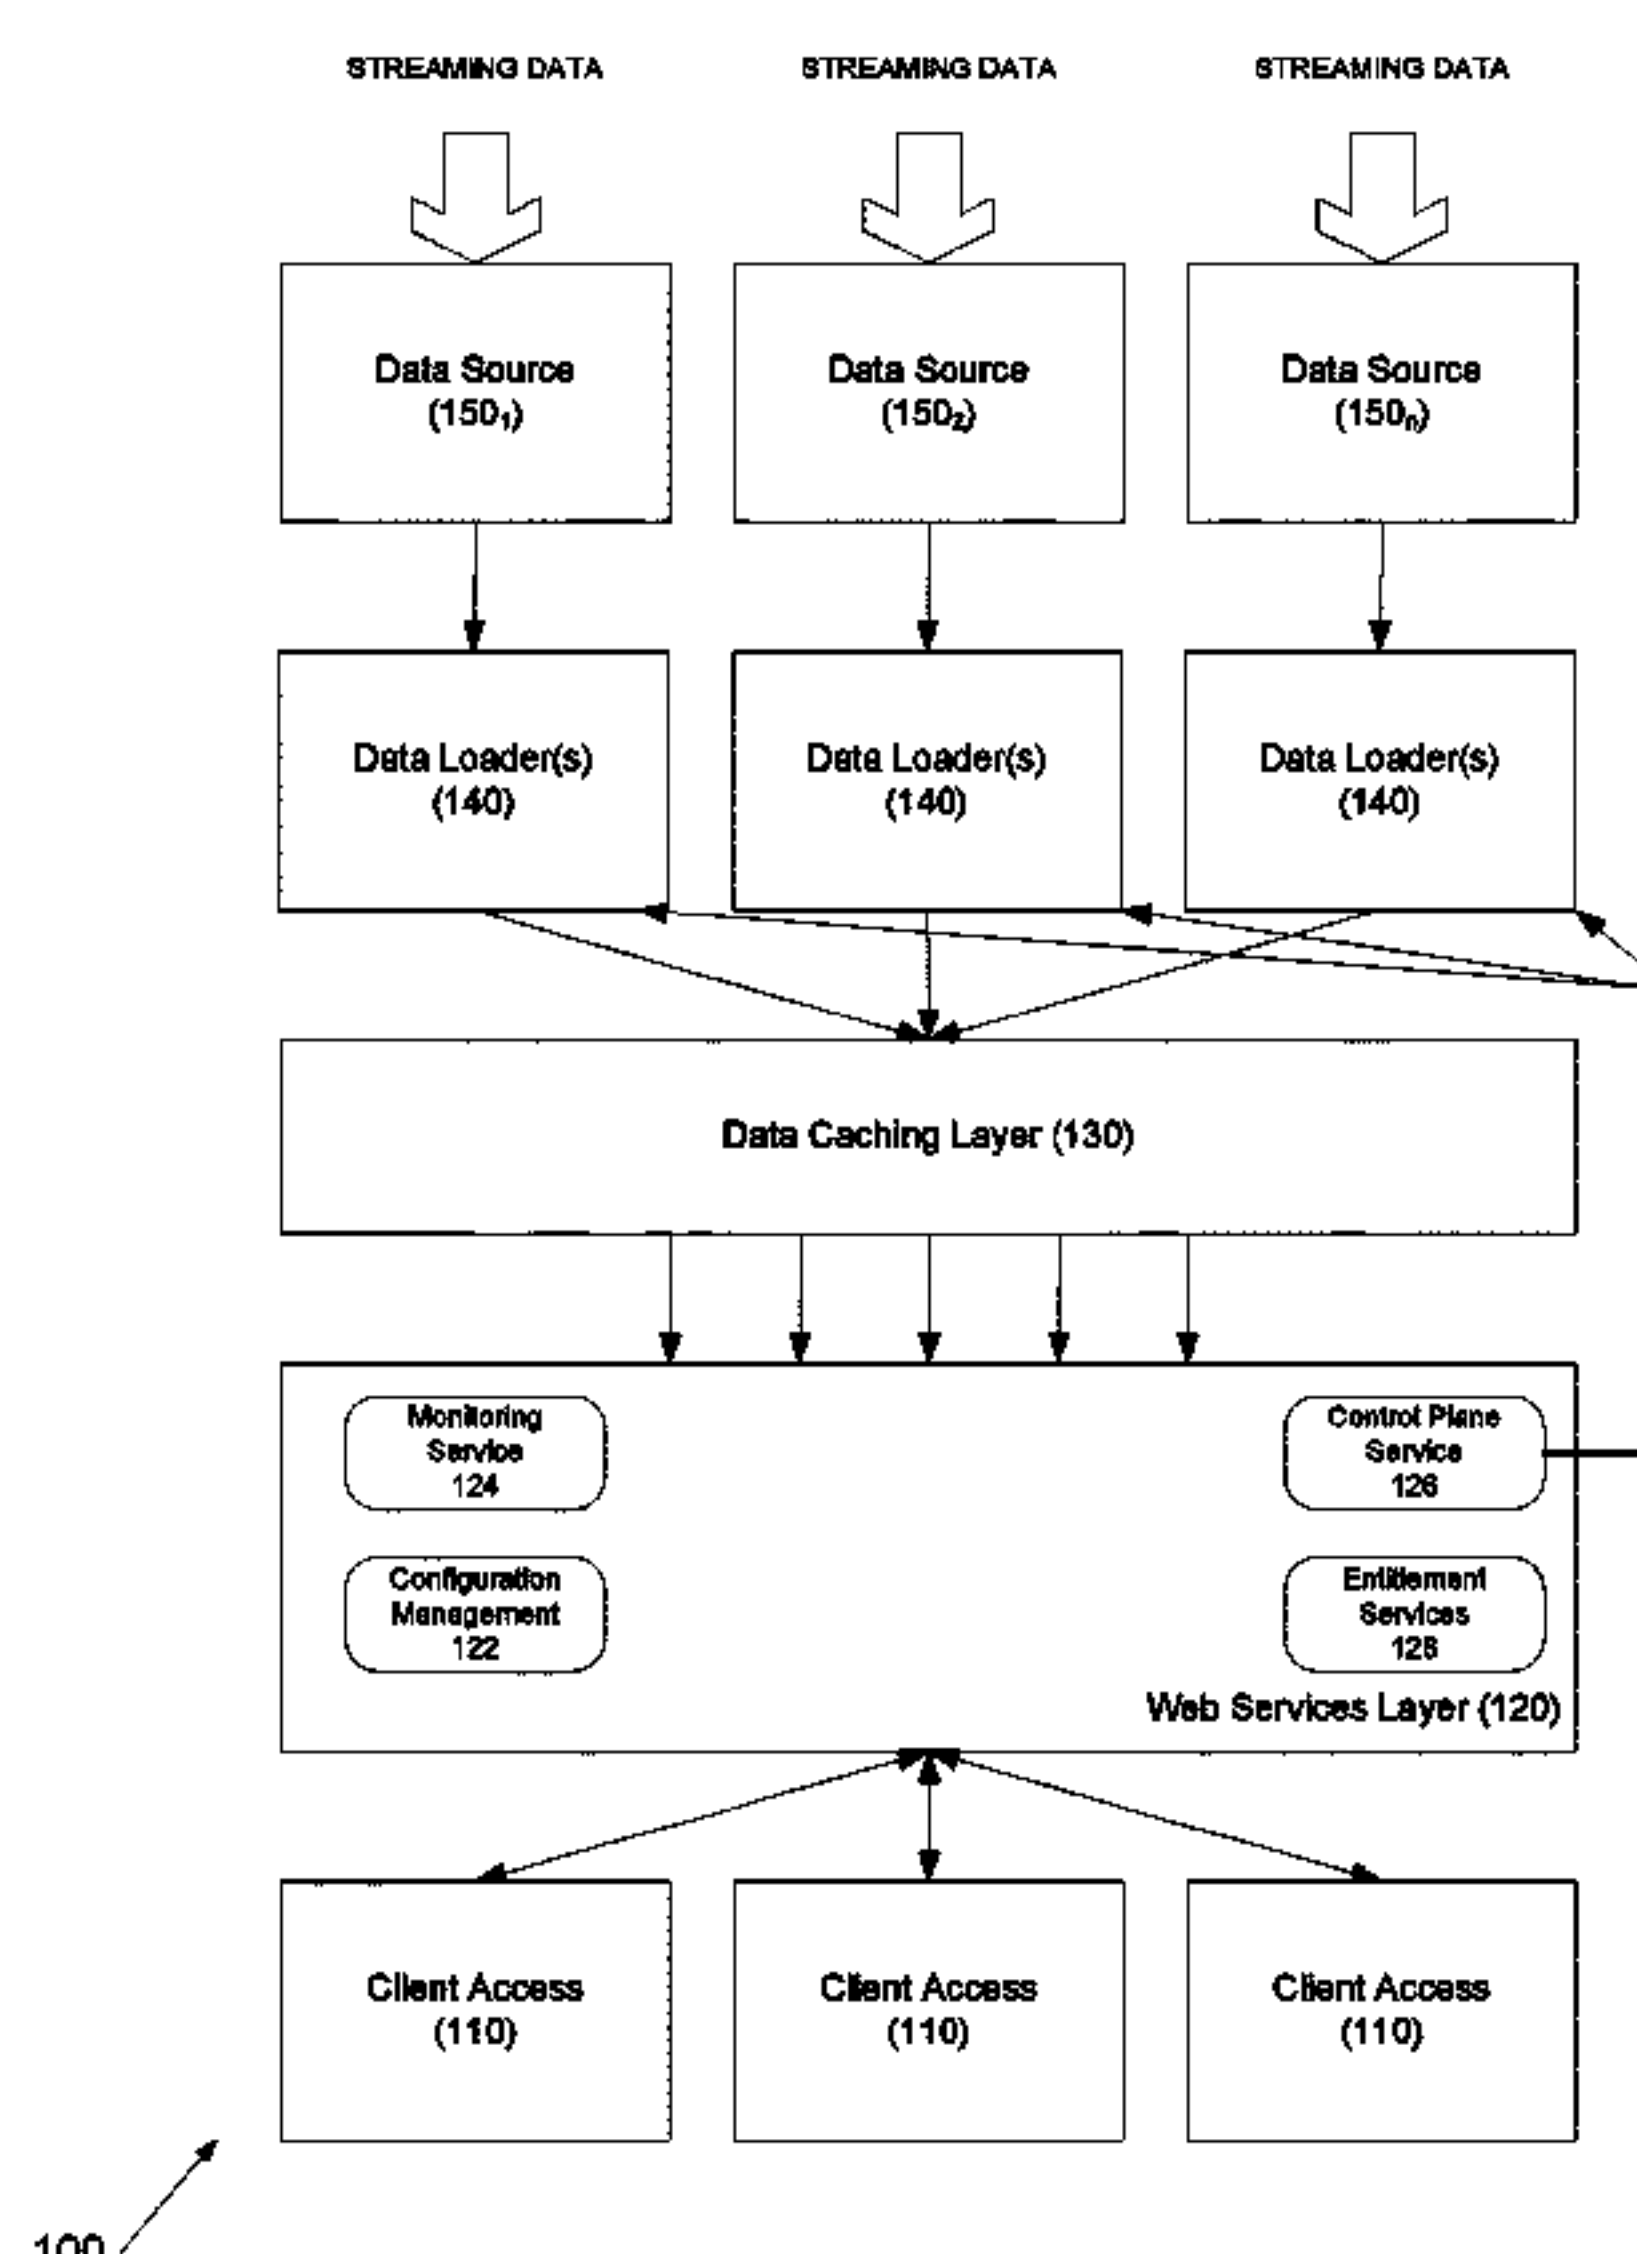 STREAMING DATA
STREAMING DATA
STREAMING DATA
Data Source
(150₁)
Data Source
(150₂)
Data Source
(150ₙ)
Data Loader(s)
(140)
Data Loader(s)
(140)
Data Loader(s)
(140)
Data Caching Layer (130)
Monitoring
Service
124
Control Plane
Service
126
Configuration
Management
122
Entitlement
Services
128
Web Services Layer (120)
Client Access
(110)
Client Access
(110)
Client Access
(110)
100